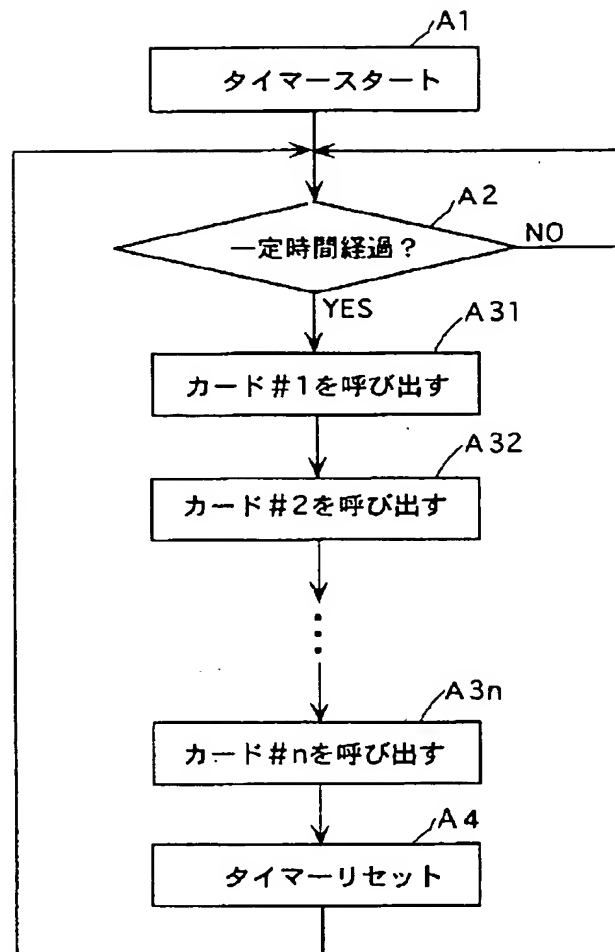 A1
タイマースタート
A2
一定時間経過?
NO
YES
A31
カード#1を呼び出す
A32
カード#2を呼び出す
A3n
カード#nを呼び出す
A4
タイマーリセット